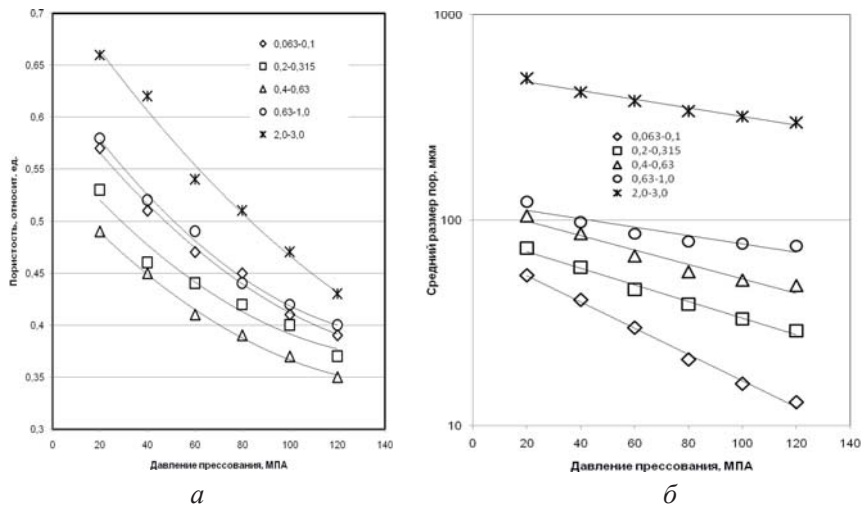 0,7
0,65
0,6
0,55
0,5
0,45
0,4
0,35
0,3
Пористость, относит. ед.
0,063-0,1
0,2-0,315
0,4-0,63
0,63-1,0
2,0-3,0
0 20 40 60 80 100 120 140
Давление прессования, МПА
а
1000
100
10
Средний размер пор, мкм
0,063-0,1
0,2-0,315
0,4-0,63
0,63-1,0
2,0-3,0
0 20 40 60 80 100 120 140
Давление прессования, МПА
б